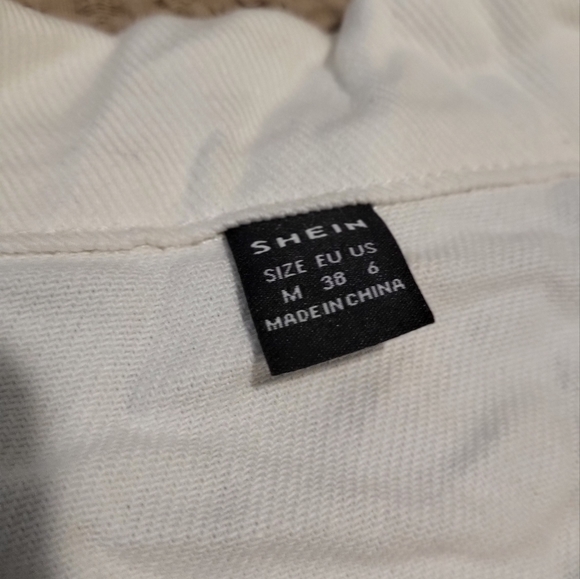 SHEIN
SIZE EU US
M 38 6
MADE IN CHINA